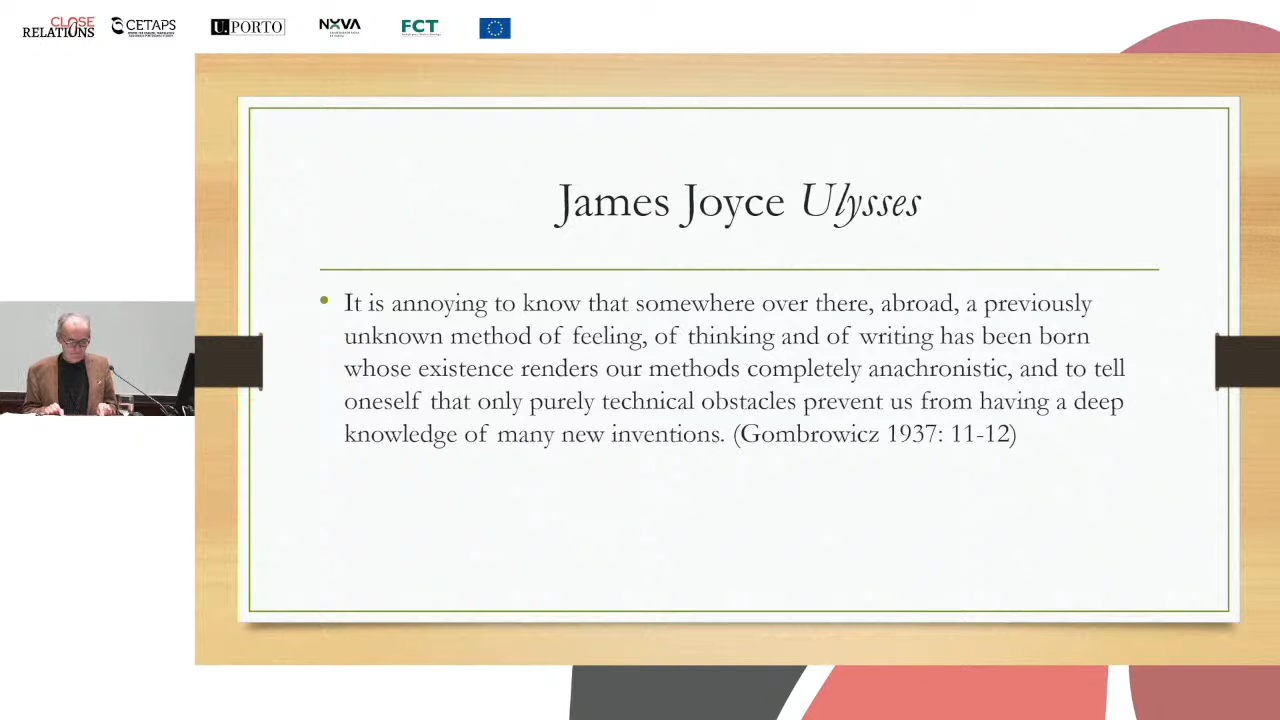 CLOSE
RELATIONS
CETAPS
U.PORTO
NOVA
FCT
James Joyce Ulysses
• It is annoying to know that somewhere over there, abroad, a previously
unknown method of feeling, of thinking and of writing has been born
whose existence renders our methods completely anachronistic, and to tell
oneself that only purely technical obstacles prevent us from having a deep
knowledge of many new inventions. (Gombrowicz 1937: 11-12)